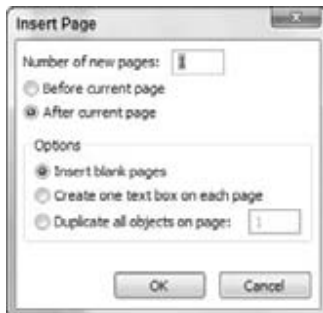 Insert Page
Number of new pages: 1
Before current page
After current page
Options
Insert blank pages
Create one text box on each page
Duplicate all objects on page: 1
OK Cancel